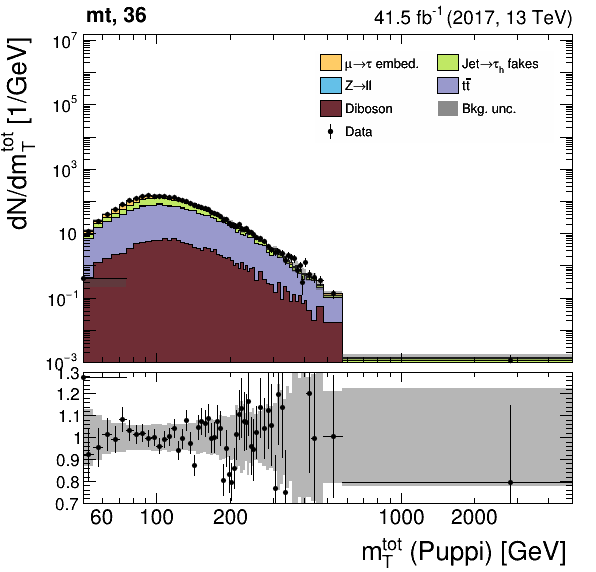 mt, 36 41.5 fb⁻¹ (2017, 13 TeV)
dN/dm_T^tot [1/GeV]
10⁷
10⁵
10³
10
10⁻¹
10⁻³
μ→τ embed. Jet→τ_h fakes
Z→ll tt̄
Diboson Bkg. unc.
Data
1.3
1.2
1.1
1
0.9
0.8
0.7
60 100 200 1000 2000
m_T^tot (Puppi) [GeV]